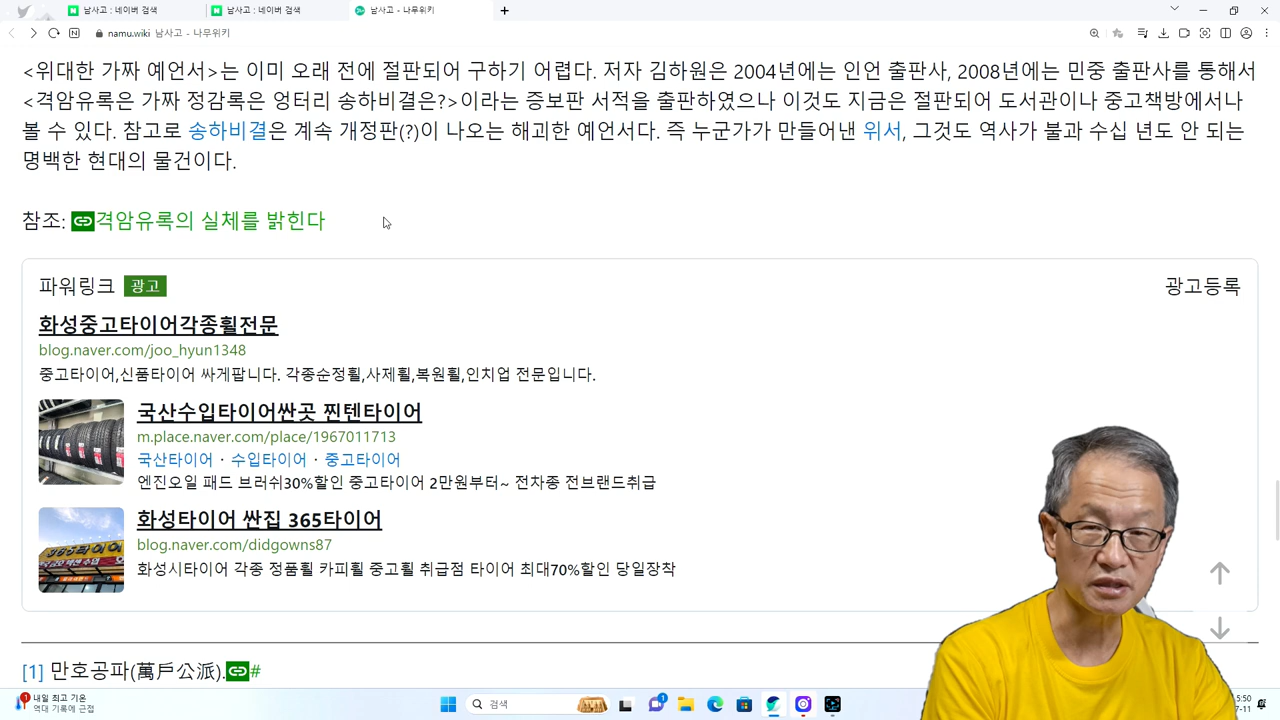 남사고 : 네이버 검색
남사고 : 네이버 검색
남사고 - 나무위키
namu.wiki 남사고 - 나무위키
<위대한 가짜 예언서>는 이미 오래 전에 절판되어 구하기 어렵다. 저자 김하원은 2004년에는 인언 출판사, 2008년에는 민중 출판사를 통해서
<격암유록은 가짜 정감록은 엉터리 송하비결은?>이라는 증보판 서적을 출판하였으나 이것도 지금은 절판되어 도서관이나 중고책방에서나
볼 수 있다. 참고로 송하비결은 계속 개정판(?)이 나오는 해괴한 예언서다. 즉 누군가가 만들어낸 위서, 그것도 역사가 불과 수십 년도 안 되는
명백한 현대의 물건이다.
참조: 격암유록의 실체를 밝힌다
파워링크 광고
광고등록
화성중고타이어각종휠전문
blog.naver.com/joo_hyun1348
중고타이어,신품타이어 싸게팝니다. 각종순정휠,사제휠,복원휠,인치업 전문입니다.
국산수입타이어싼곳 찐텐타이어
m.place.naver.com/place/1967011713
국산타이어 · 수입타이어 · 중고타이어
엔진오일 패드 브러쉬30%할인 중고타이어 2만원부터~ 전차종 전브랜드취급
화성타이어 싼집 365타이어
blog.naver.com/didgowns87
화성시타이어 각종 정품휠 카피휠 중고휠 취급점 타이어 최대70%할인 당일장착
365타이어
[1] 만호공파(萬戶公派).#
내일 최고 기온
역대 기록에 근접
검색
5:50
-11